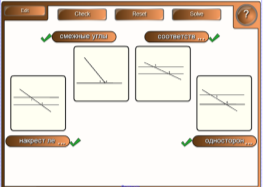 Check
Reset
Solve
?
смежные углы
соответств...
накрест ле...
односторон...